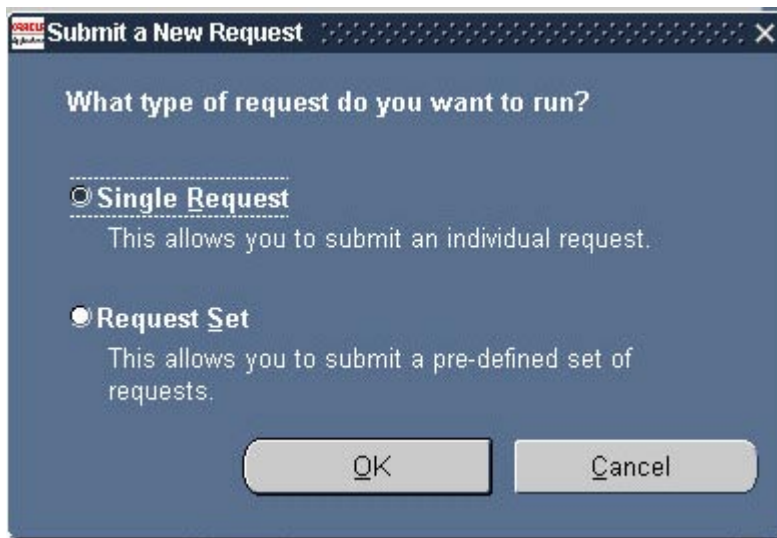 ORACLE
Submit a New Request
What type of request do you want to run?
Single Request
This allows you to submit an individual request.
Request Set
This allows you to submit a pre-defined set of
requests.
OK
Cancel